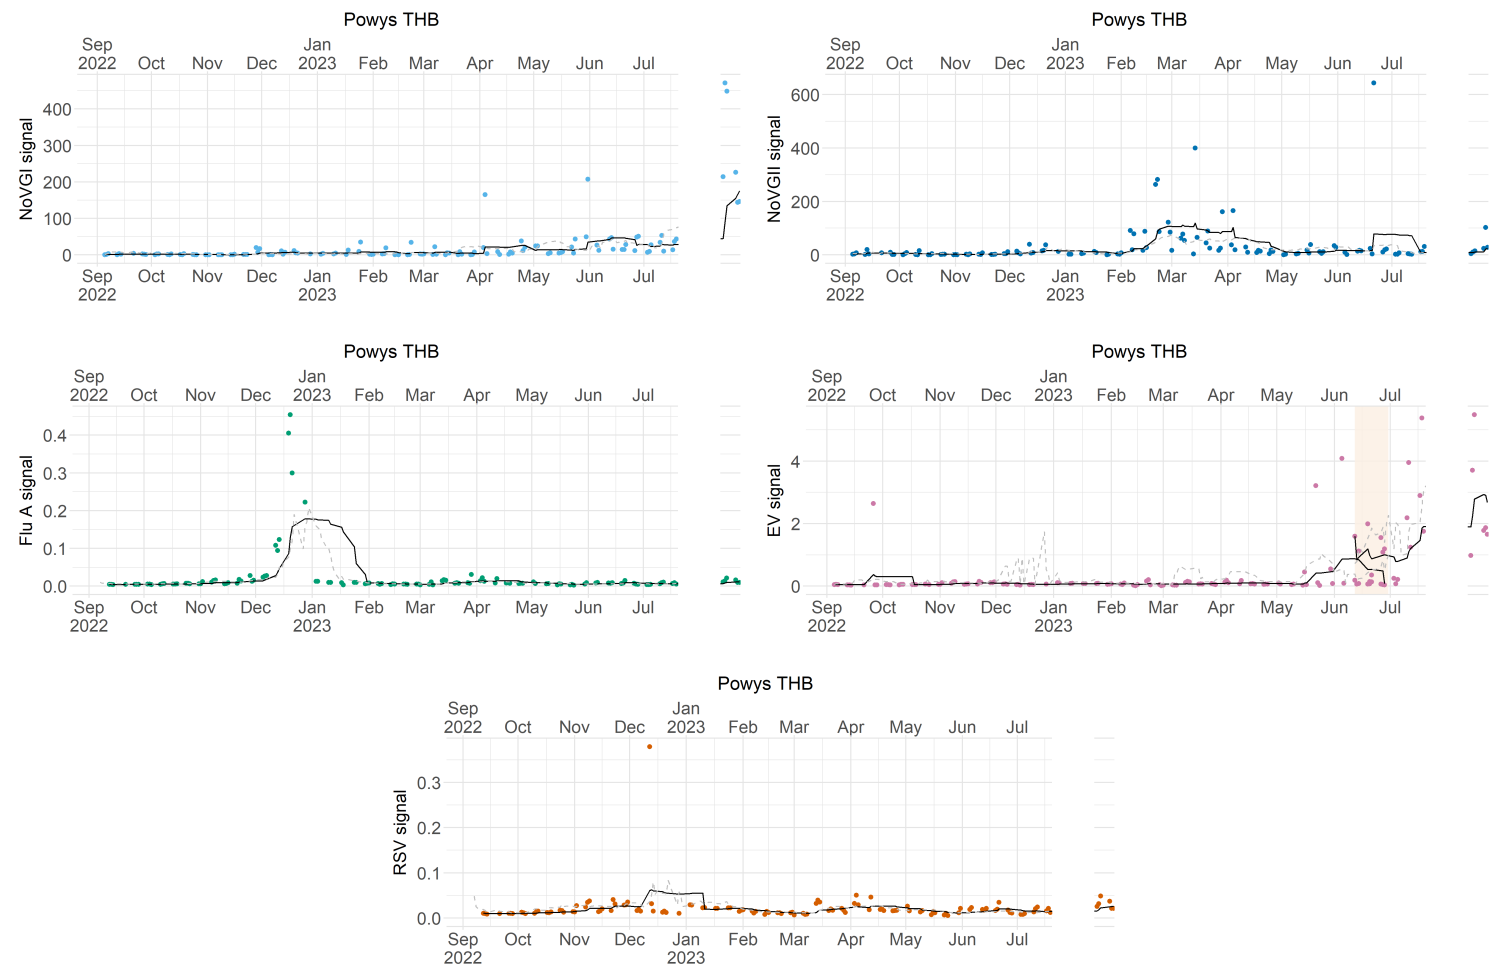 Powys THB
Sep Jan
2022 Oct Nov Dec 2023 Feb Mar Apr May Jun Jul
NoVGI signal
400
300
200
100
0
Sep Oct Nov Dec Jan Feb Mar Apr May Jun Jul
2022 2023
Powys THB
Sep Jan
2022 Oct Nov Dec 2023 Feb Mar Apr May Jun Jul
NoVGII signal
600
400
200
0
Sep Oct Nov Dec Jan Feb Mar Apr May Jun Jul
2022 2023
Powys THB
Sep Jan
2022 Oct Nov Dec 2023 Feb Mar Apr May Jun Jul
Flu A signal
0.4
0.3
0.2
0.1
0.0
Sep Oct Nov Dec Jan Feb Mar Apr May Jun Jul
2022 2023
Powys THB
Sep Jan
2022 Oct Nov Dec 2023 Feb Mar Apr May Jun Jul
EV signal
4
2
0
Sep Oct Nov Dec Jan Feb Mar Apr May Jun Jul
2022 2023
Powys THB
Sep Jan
2022 Oct Nov Dec 2023 Feb Mar Apr May Jun Jul
RSV signal
0.3
0.2
0.1
0.0
Sep Oct Nov Dec Jan Feb Mar Apr May Jun Jul
2022 2023